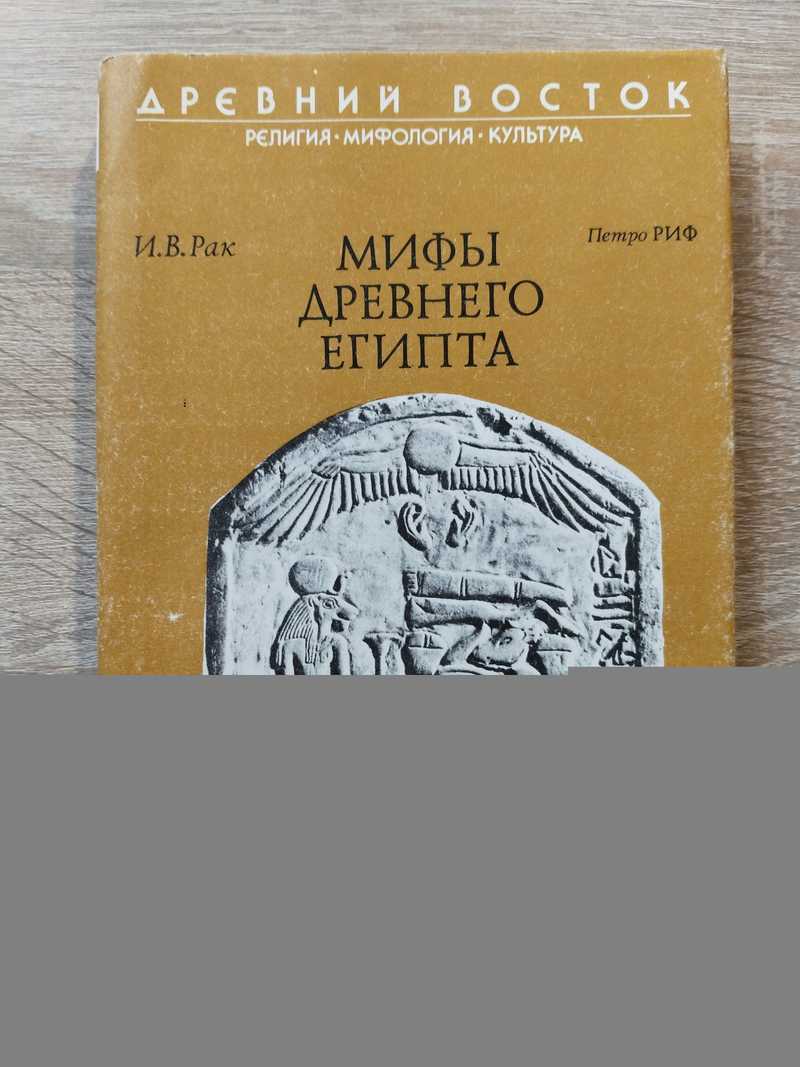 ДРЕВНИЙ ВОСТОК
РЕЛИГИЯ · МИФОЛОГИЯ · КУЛЬТУРА
И.В.Рак
Петро РИФ
МИФЫ
ДРЕВНЕГО
ЕГИПТА